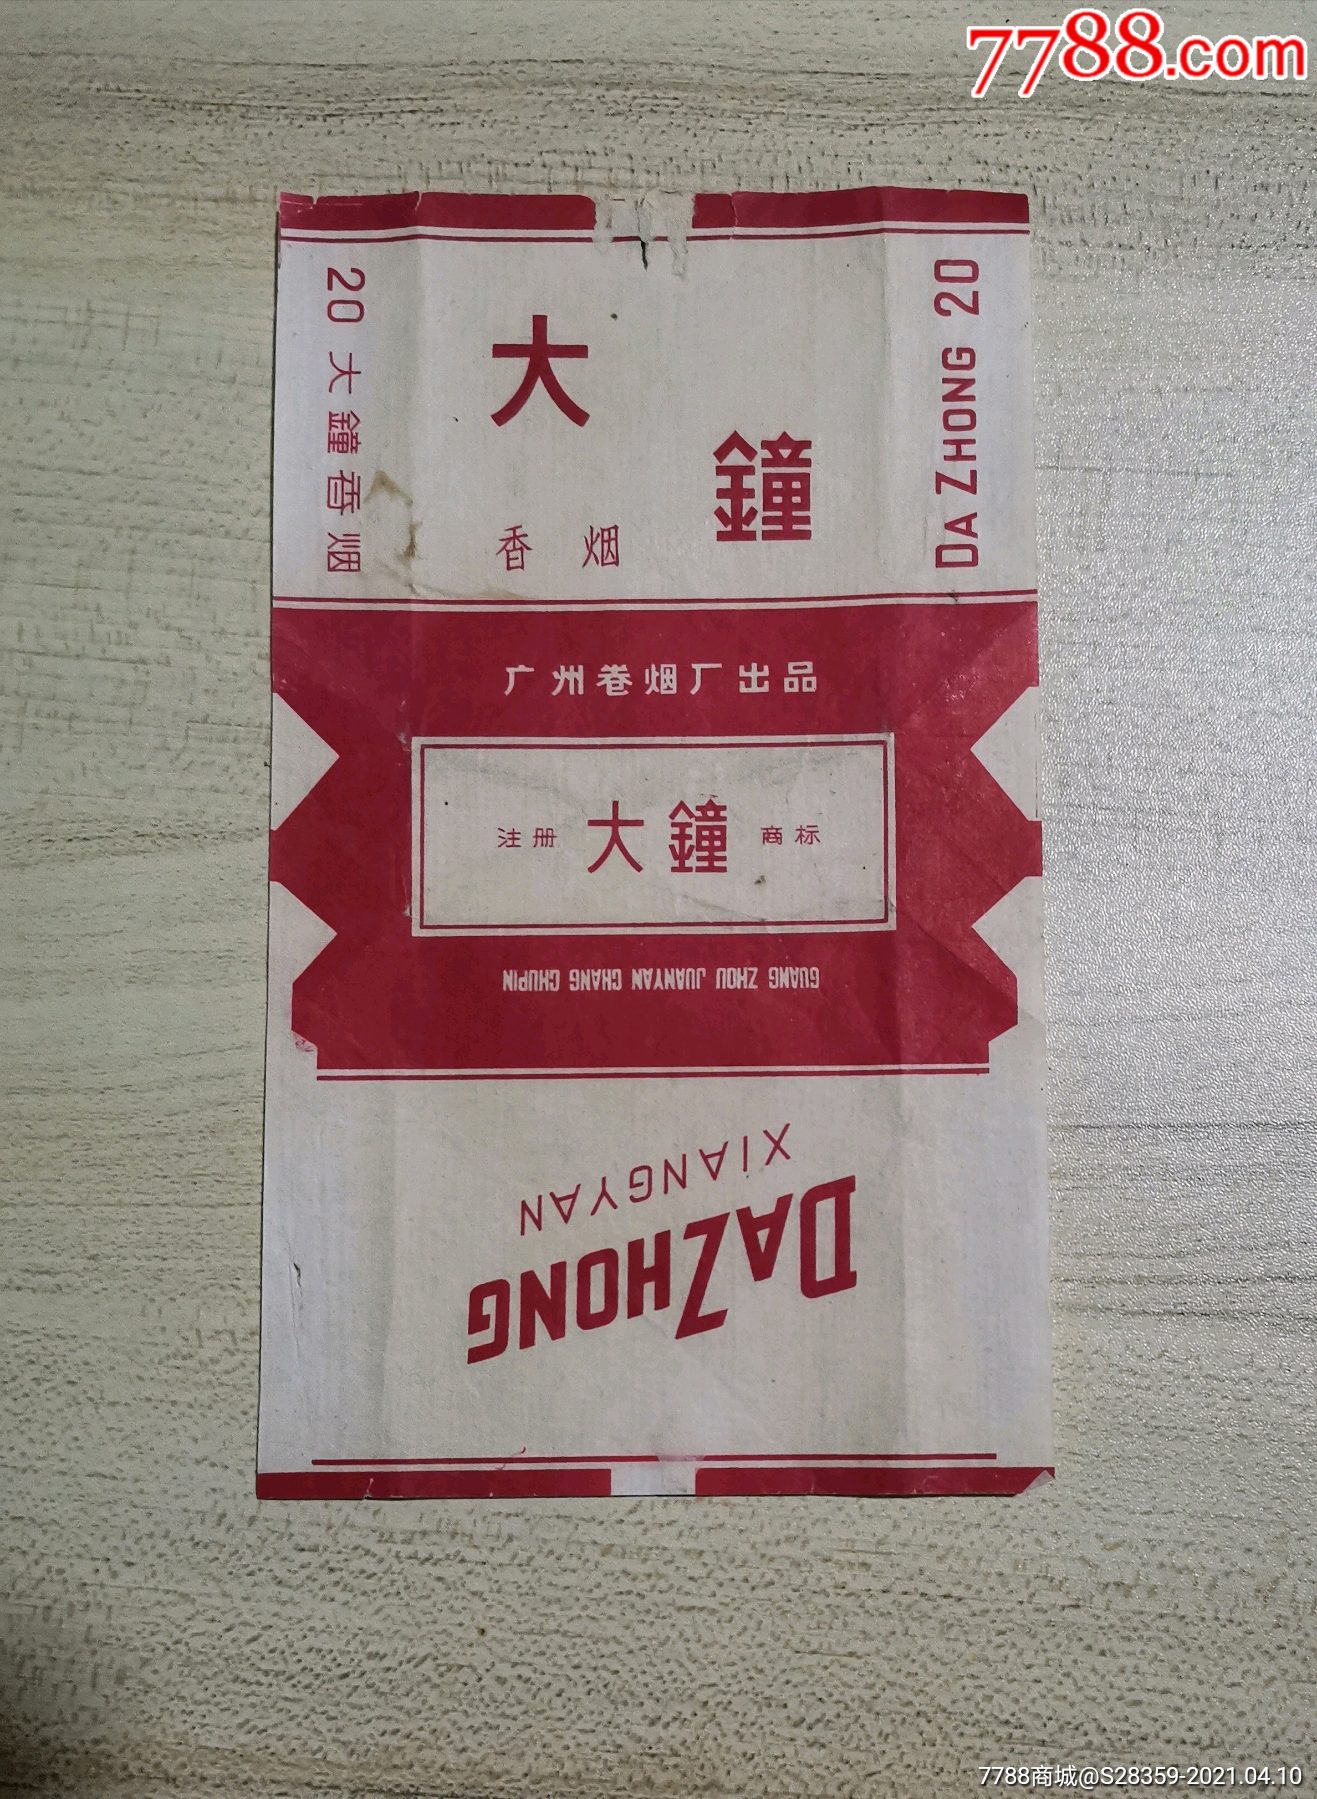 7788.com
20 大鐘香烟
大鐘
香烟
DA ZHONG 20
广州卷烟厂出品
注册 大鐘 商标
GUANG ZHOU JUANYAN CHANG CHUPIN
XIANGYAN
DAZHONG
7788商城@S28359-2021.04.10